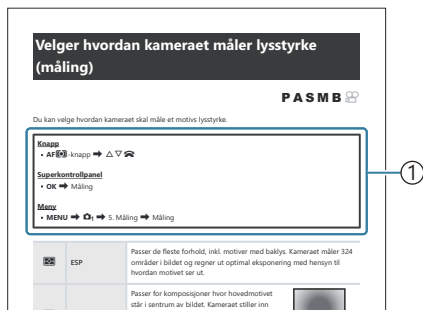 Velger hvordan kameraet måler lysstyrke
(måling)
PASMB
Du kan velge hvordan kameraet skal måle et motivs lysstyrke.
Knapp
• AF -knapp ➡ △ ▽
Superkontrollpanel
• OK ➡ Måling
Meny
• MENU ➡ 1 ➡ 5. Måling ➡ Måling
1
ESP
Passer de fleste forhold, inkl. motiver med baklys. Kameraet måler 324
områder i bildet og regner ut optimal eksponering med hensyn til
hvordan motivet ser ut.
Passer for komposisjoner hvor hovedmotivet
står i sentrum av bildet. Kameraet stiller inn